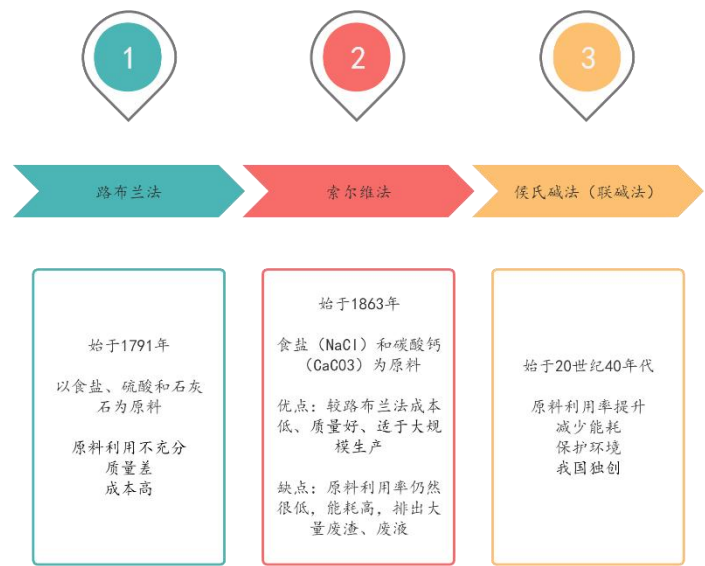 1
2
3
路布兰法
索尔维法
侯氏碱法（联碱法）
始于1791年
以食盐、硫酸和石灰
石为原料
原料利用不充分
质量差
成本高
始于1863年
食盐（NaCl）和碳酸钙
（CaCO3）为原料
优点：较路布兰法成本
低、质量好、适于大规
模生产
缺点：原料利用率仍然
很低，能耗高，排出大
量废渣、废液
始于20世纪40年代
原料利用率提升
减少能耗
保护环境
我国独创